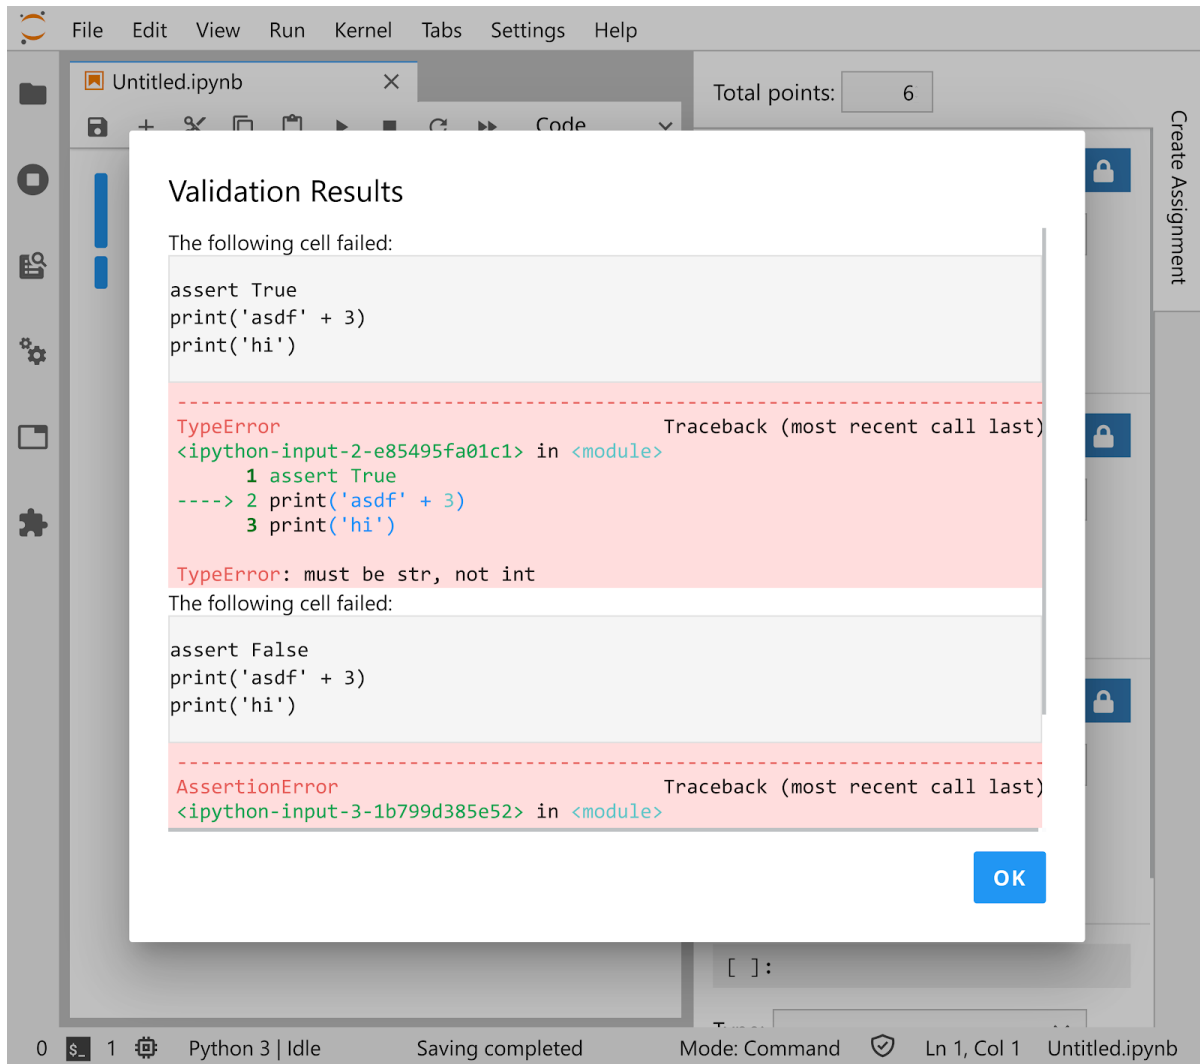 File Edit View Run Kernel Tabs Settings Help
Untitled.ipynb
Code
Total points: 6
Create Assignment
Validation Results
The following cell failed:
assert True
print('asdf' + 3)
print('hi')
---------------------------------------------------------------------------
TypeError Traceback (most recent call last)
<ipython-input-2-e85495fa01c1> in <module>
1 assert True
----> 2 print('asdf' + 3)
3 print('hi')
TypeError: must be str, not int
The following cell failed:
assert False
print('asdf' + 3)
print('hi')
---------------------------------------------------------------------------
AssertionError Traceback (most recent call last)
<ipython-input-3-1b799d385e52> in <module>
OK
[ ]:
0 $_ 1 Python 3 | Idle Saving completed Mode: Command Ln 1, Col 1 Untitled.ipynb